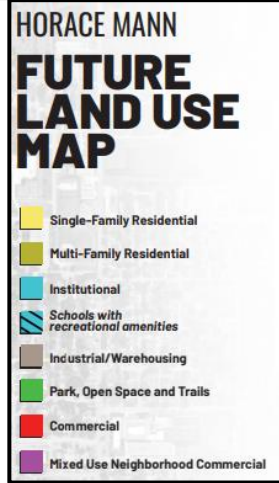 HORACE MANN
FUTURE
LAND USE
MAP
Single-Family Residential
Multi-Family Residential
Institutional
Schools with
recreational amenities
Industrial/Warehousing
Park, Open Space and Trails
Commercial
Mixed Use Neighborhood Commercial